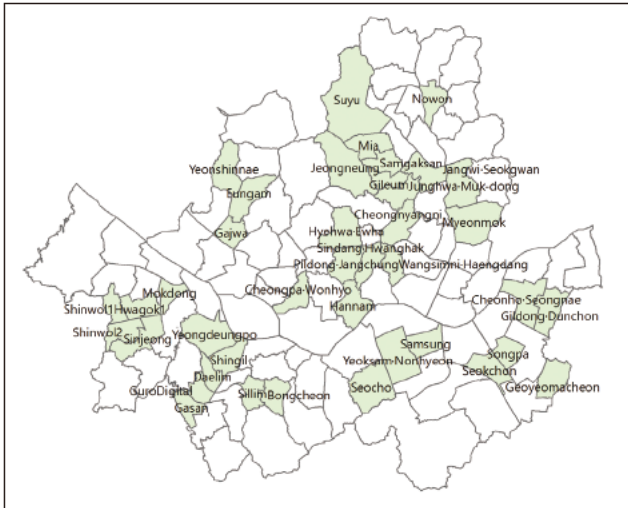 Suyu
Nowon
Mia
Yeonshinnae
Jeongneung
Samgaksan
Jangwi·Seokgwan
Eungam
Gileum
Junghwa·Muk-dong
Cheongnyangni
Myeonmok
Gajwa
Hyehwa·Ewha
Sindang·Hwanghak
Pildong·Jangchung
Wangsimni·Haengdang
Mokdong
Cheongpa·Wonhyo
Cheonho·Seongnae
Shinwol1
Hwagok1
Hannam
Gildong·Dunchon
Shinwol2
Sinjeong
Yeongdeungpo
Samsung
Shingil
Yeoksam·Nonhyeon
Songpa
Daelim
Seokchon
GuroDigital
Sillim
Bongcheon
Seocho
Geoyeomacheon
Gasan